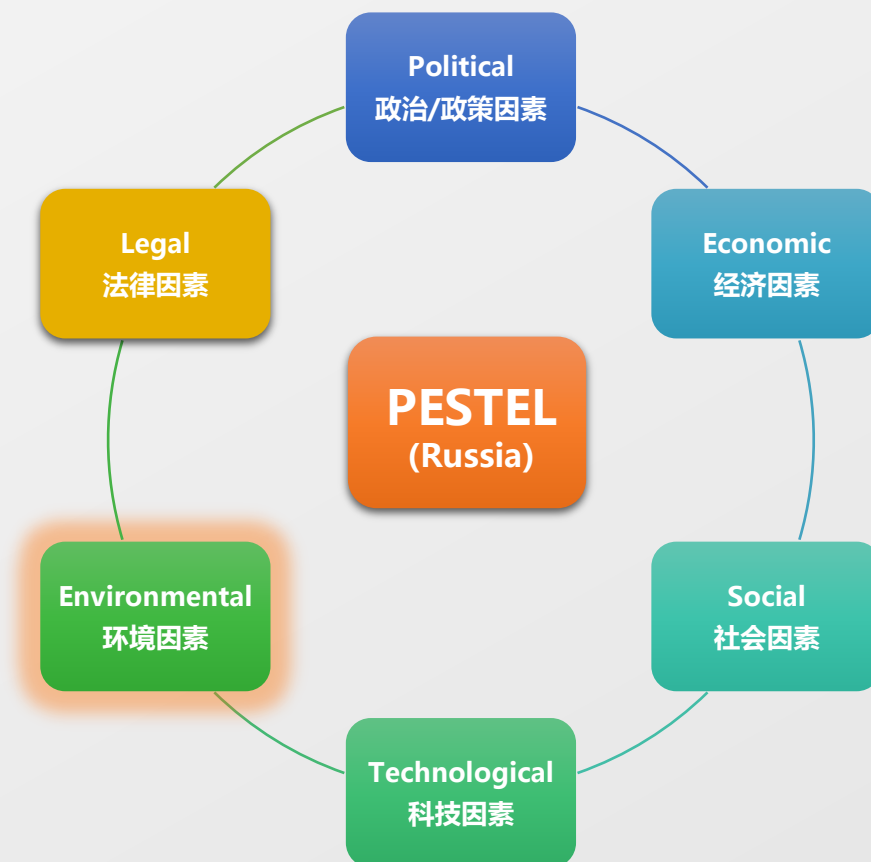 Political
政治/政策因素
Legal
法律因素
Economic
经济因素
PESTEL
(Russia)
Environmental
环境因素
Social
社会因素
Technological
科技因素